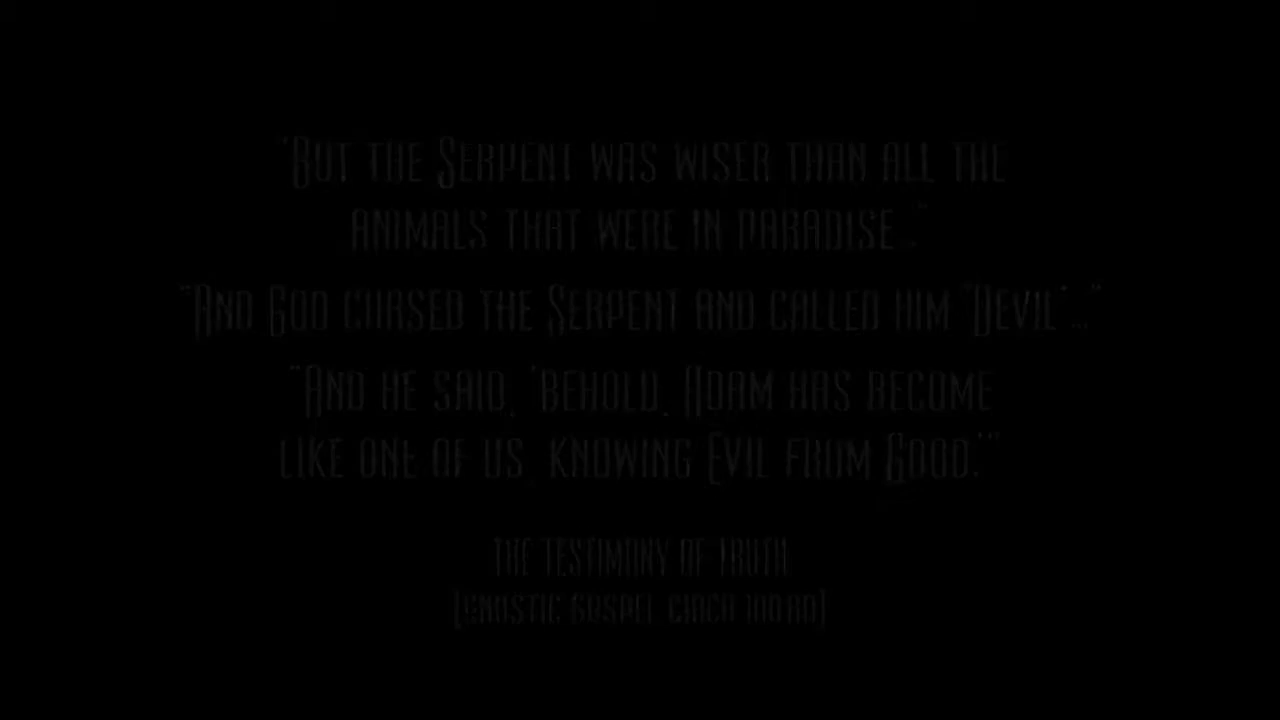 "But the Serpent was wiser than all the
animals that were in Paradise..."
"And God cursed the Serpent and called him 'Devil'..."
"And he said, 'behold, Adam has become
like one of us, knowing Evil from Good.'"
The Testimony of Truth
[Gnostic Gospel circa